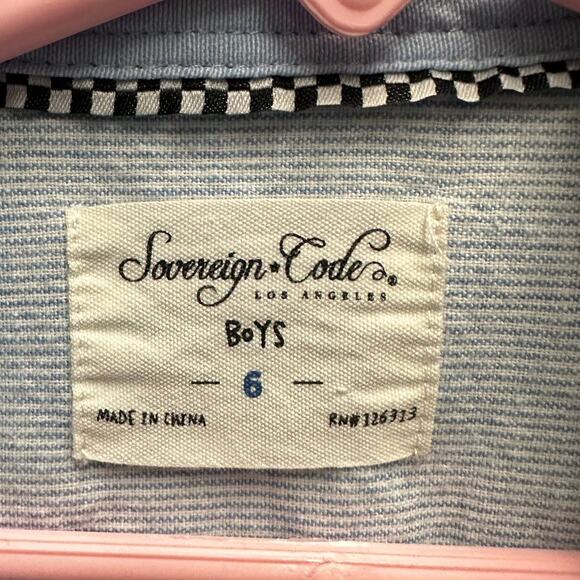 Sovereign★Code®
LOS ANGELES
BOYS
— 6 —
MADE IN CHINA RN#126313